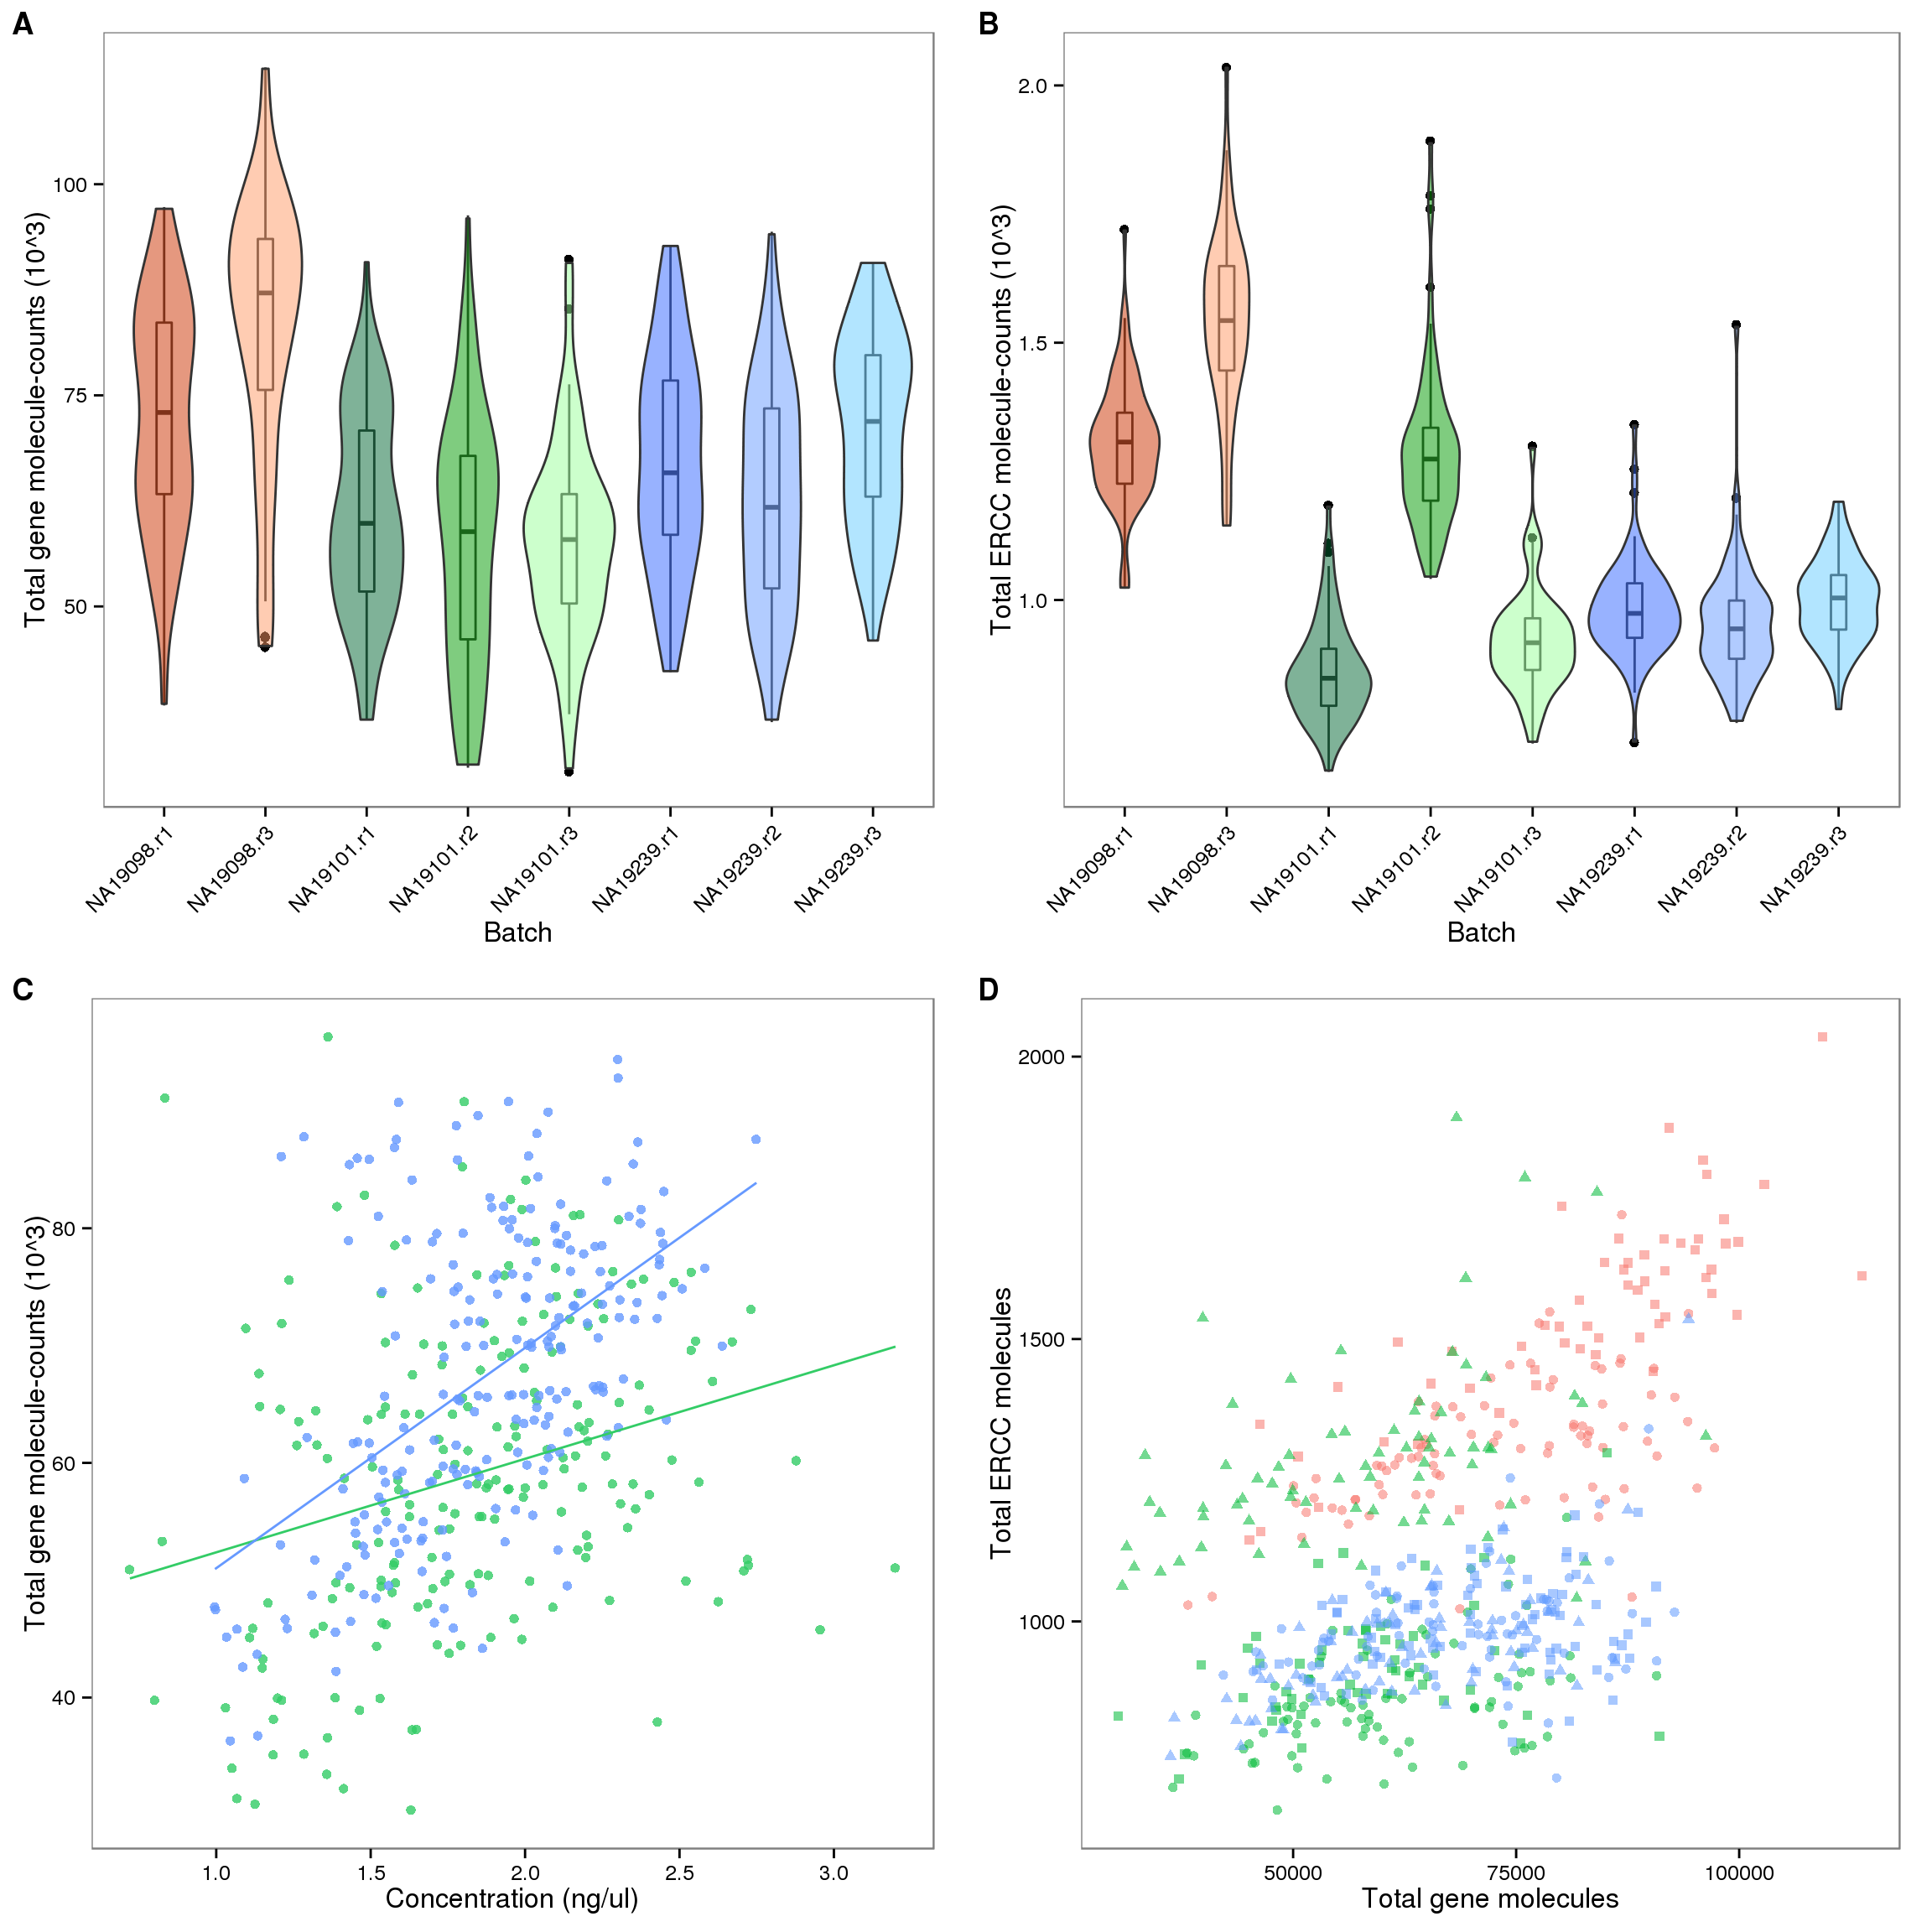 A
Total gene molecule-counts (10^3)
100
75
50
NA19098.r1
NA19098.r3
NA19101.r1
NA19101.r2
NA19101.r3
NA19239.r1
NA19239.r2
NA19239.r3
Batch
B
Total ERCC molecule-counts (10^3)
2.0
1.5
1.0
NA19098.r1
NA19098.r3
NA19101.r1
NA19101.r2
NA19101.r3
NA19239.r1
NA19239.r2
NA19239.r3
Batch
C
Total gene molecule-counts (10^3)
80
60
40
1.0
1.5
2.0
2.5
3.0
Concentration (ng/ul)
D
Total ERCC molecules
2000
1500
1000
50000
75000
100000
Total gene molecules